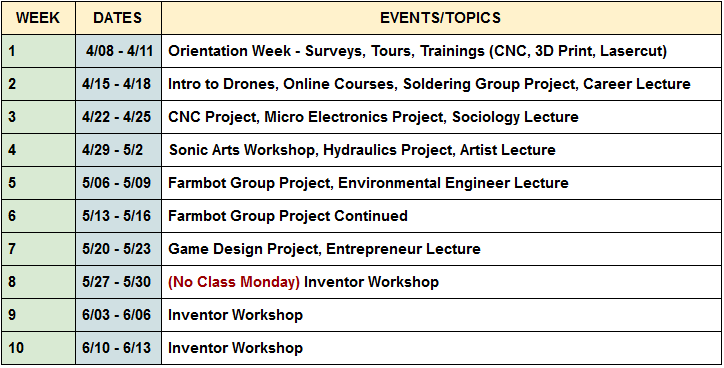 WEEK DATES EVENTS/TOPICS
1 4/08 - 4/11 Orientation Week - Surveys, Tours, Trainings (CNC, 3D Print, Lasercut)
2 4/15 - 4/18 Intro to Drones, Online Courses, Soldering Group Project, Career Lecture
3 4/22 - 4/25 CNC Project, Micro Electronics Project, Sociology Lecture
4 4/29 - 5/2 Sonic Arts Workshop, Hydraulics Project, Artist Lecture
5 5/06 - 5/09 Farmbot Group Project, Environmental Engineer Lecture
6 5/13 - 5/16 Farmbot Group Project Continued
7 5/20 - 5/23 Game Design Project, Entrepreneur Lecture
8 5/27 - 5/30 (No Class Monday) Inventor Workshop
9 6/03 - 6/06 Inventor Workshop
10 6/10 - 6/13 Inventor Workshop